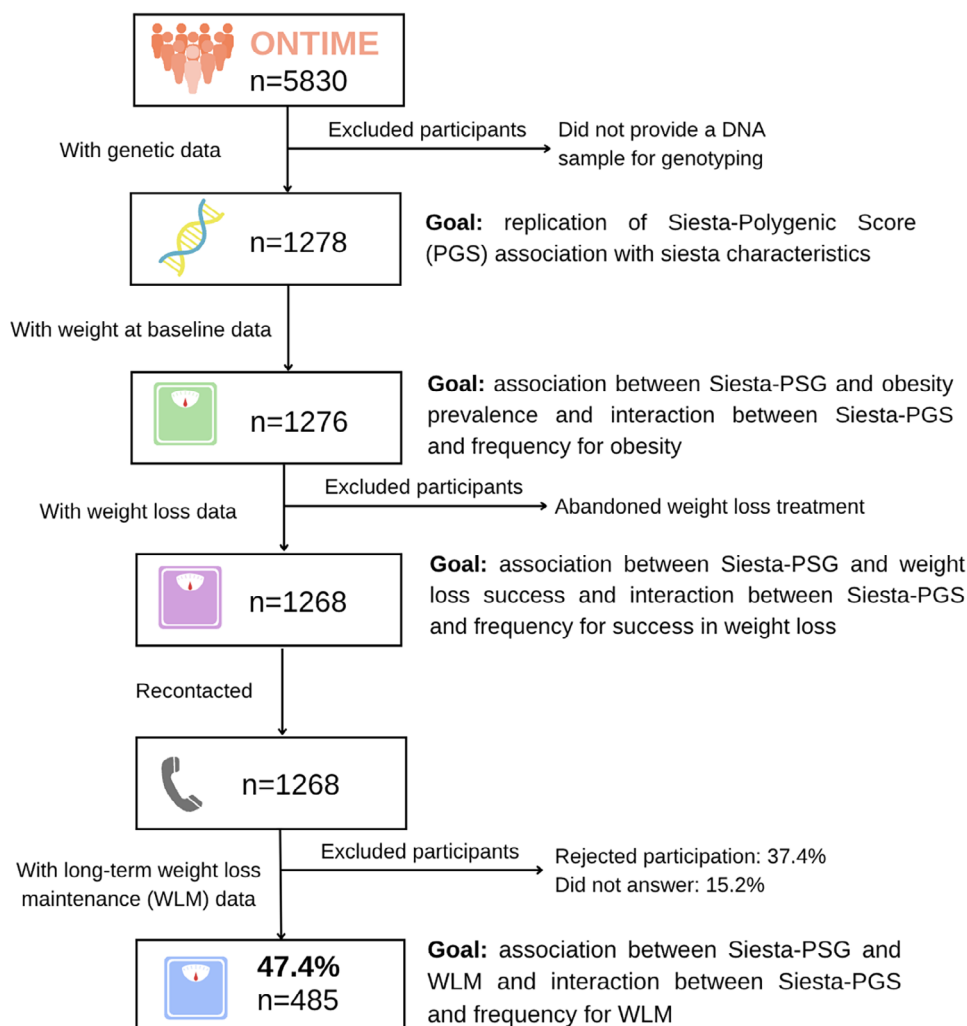 ONTIME
n=5830
Excluded participants
Did not provide a DNA
sample for genotyping
With genetic data
n=1278
Goal: replication of Siesta-Polygenic Score
(PGS) association with siesta characteristics
With weight at baseline data
n=1276
Goal: association between Siesta-PSG and obesity
prevalence and interaction between Siesta-PGS
and frequency for obesity
Excluded participants
Abandoned weight loss treatment
With weight loss data
n=1268
Goal: association between Siesta-PSG and weight
loss success and interaction between Siesta-PGS
and frequency for success in weight loss
Recontacted
n=1268
Excluded participants
Rejected participation: 37.4%
Did not answer: 15.2%
With long-term weight loss
maintenance (WLM) data
47.4%
n=485
Goal: association between Siesta-PSG and
WLM and interaction between Siesta-PGS
and frequency for WLM